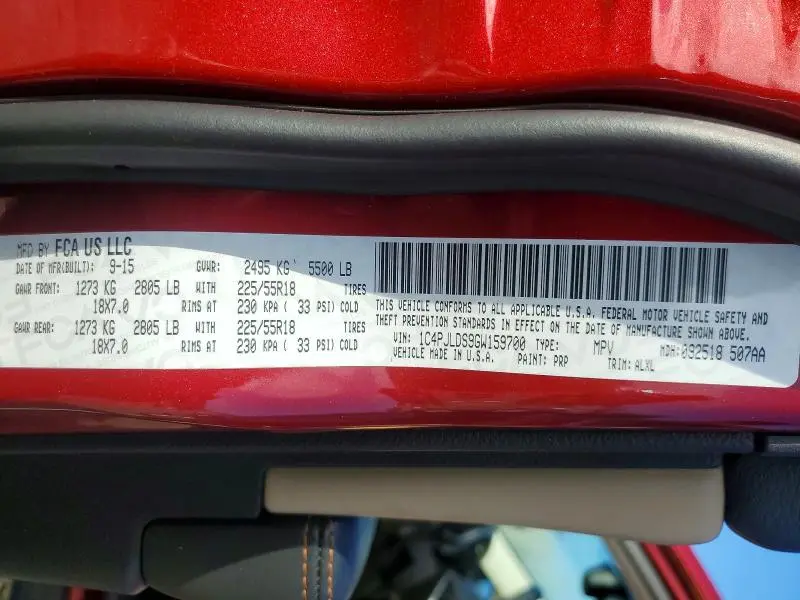 MFD BY FCA US LLC
DATE OF MFR(BUILT): 9-15 GVWR: 2495 KG 5500 LB
GAWR FRONT: 1273 KG 2805 LB WITH 225/55R18 TIRES
18X7.0 RIMS AT 230 KPA ( 33 PSI) COLD
GAWR REAR: 1273 KG 2805 LB WITH 225/55R18 TIRES
18X7.0 RIMS AT 230 KPA ( 33 PSI) COLD
THIS VEHICLE CONFORMS TO ALL APPLICABLE U.S.A. FEDERAL MOTOR VEHICLE SAFETY AND
THEFT PREVENTION STANDARDS IN EFFECT ON THE DATE OF MANUFACTURE SHOWN ABOVE.
VIN: 1C4PJLDS9GW159700 TYPE: MPV MDH: 092518 507AA
VEHICLE MADE IN U.S.A. PAINT: PRP TRIM: ALXL